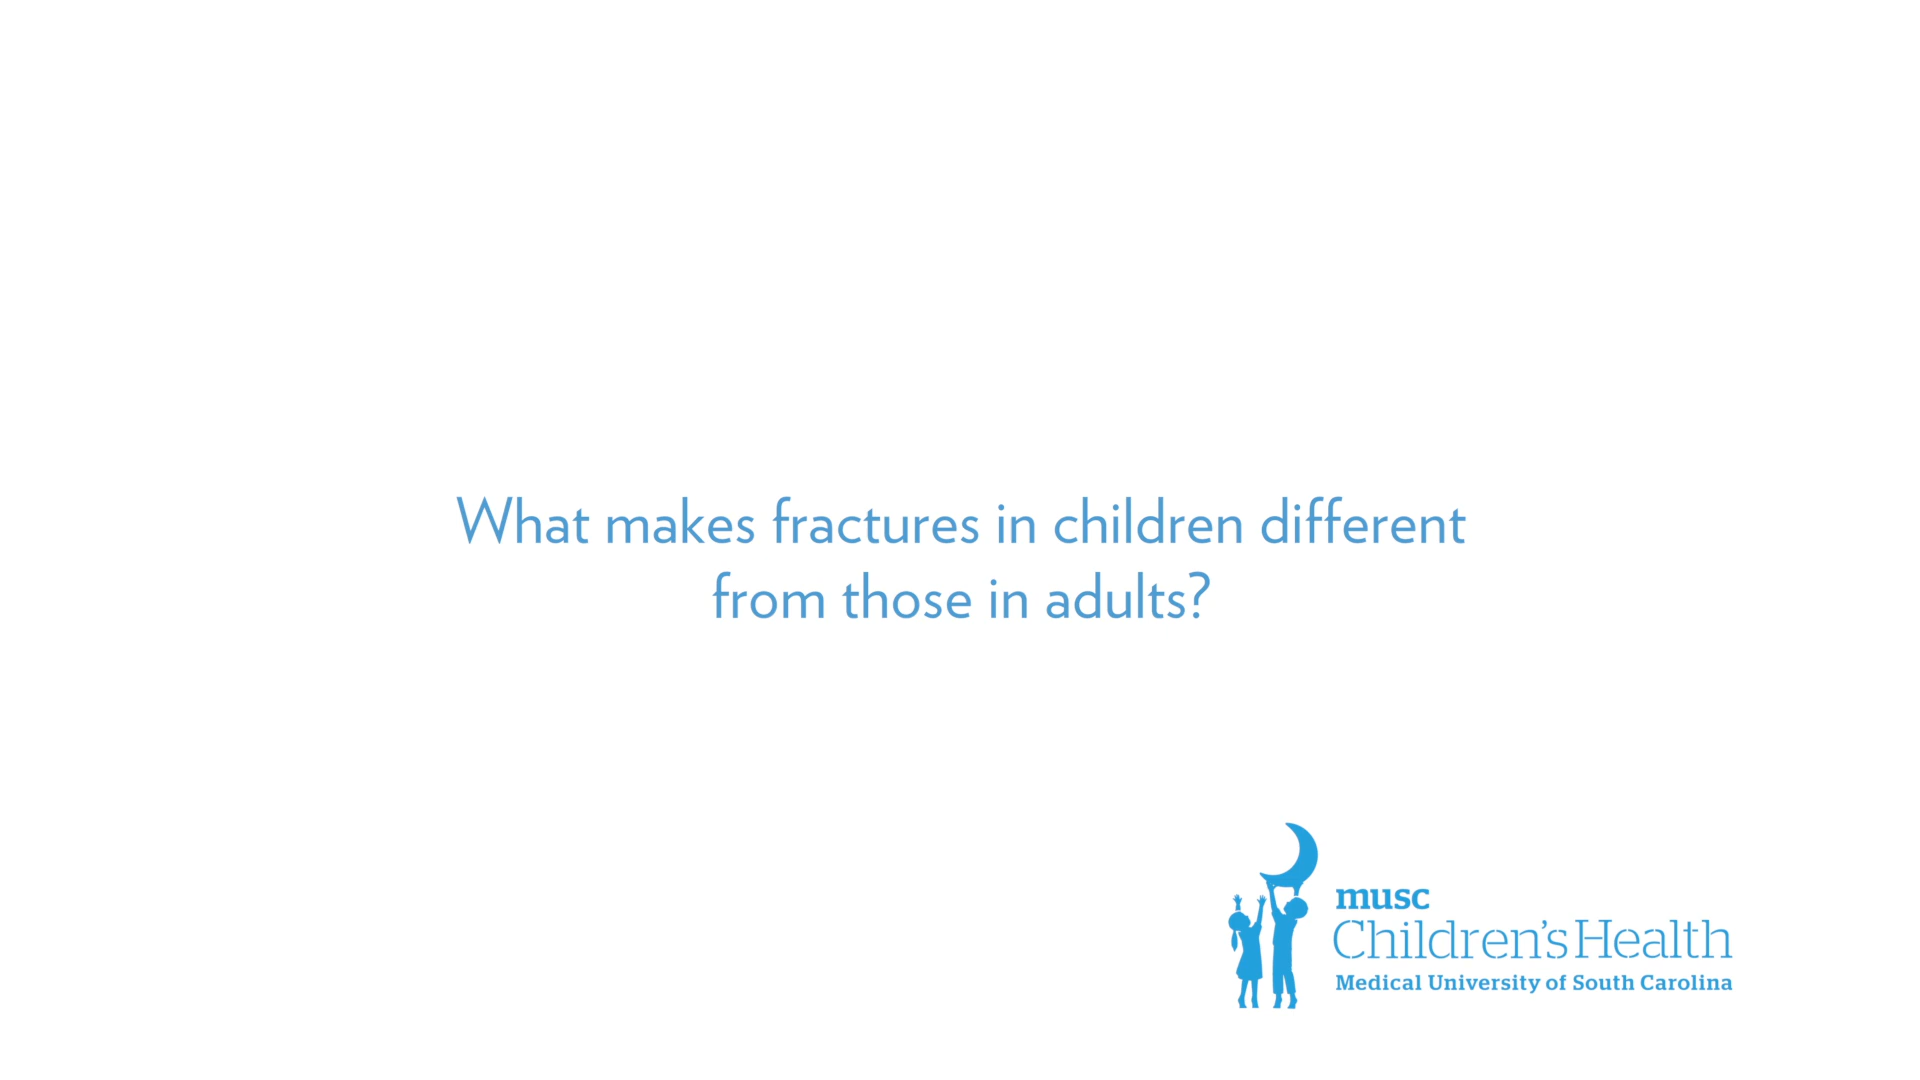 What makes fractures in children different
from those in adults?
musc
Children's Health
Medical University of South Carolina